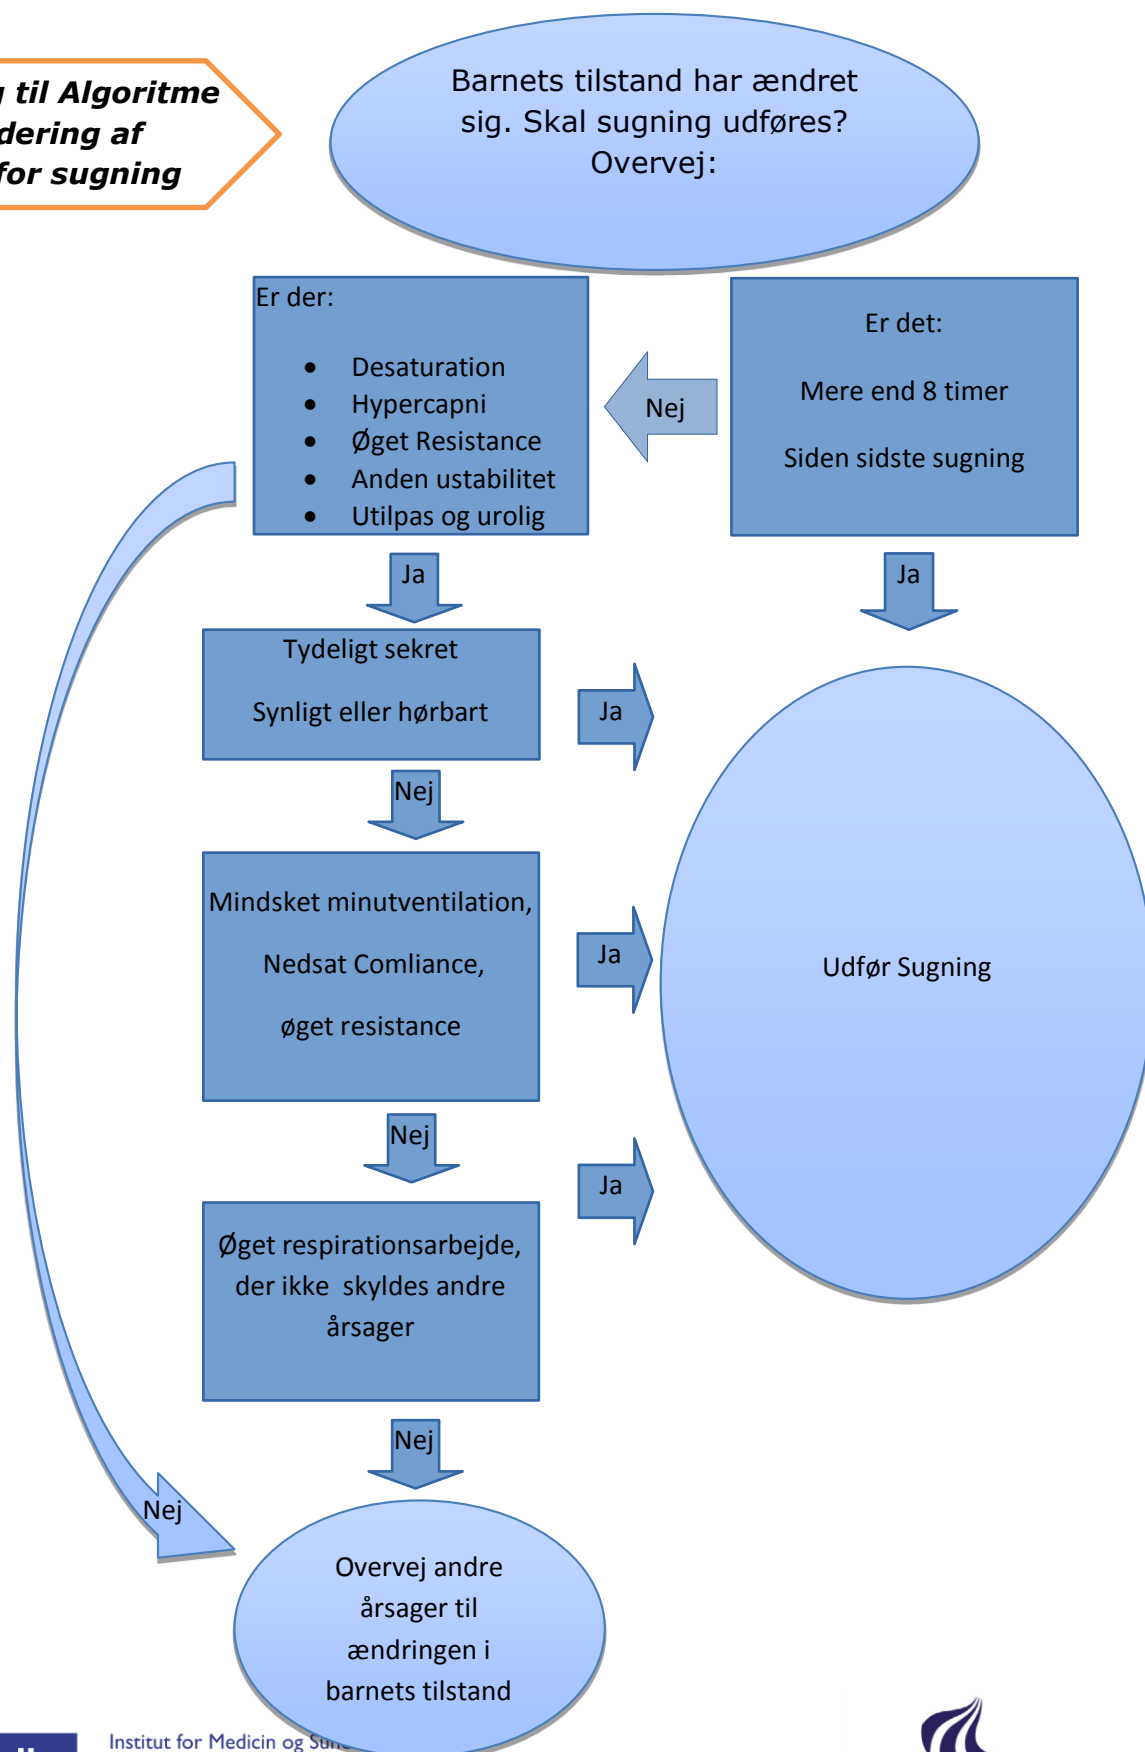 til Algoritme
dering af
for sugning
Barnets tilstand har ændret
sig. Skal sugning udføres?
Overvej:
Er det:
Mere end 8 timer
Siden sidste sugning
Nej
Ja
Er der:
• Desaturation
• Hypercapni
• Øget Resistance
• Anden ustabilitet
• Utilpas og urolig
Ja
Tydeligt sekret
Synligt eller hørbart
Ja
Nej
Mindsket minutventilation,
Nedsat Comliance,
øget resistance
Ja
Nej
Øget respirationsarbejde,
der ikke skyldes andre
årsager
Ja
Nej
Udfør Sugning
Nej
Overvej andre
årsager til
ændringen i
barnets tilstand
Institut for Medicin og